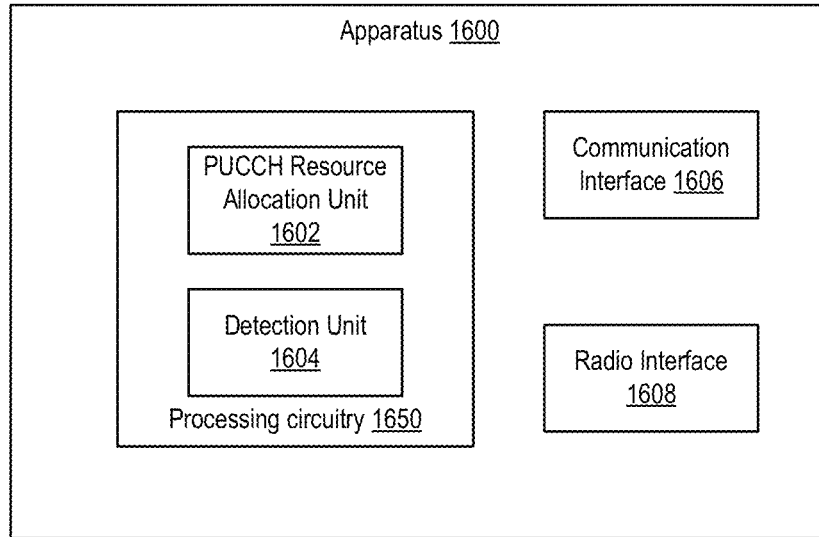 Apparatus 1600
PUCCH Resource
Allocation Unit
1602
Detection Unit
1604
Processing circuitry 1650
Communication
Interface 1606
Radio Interface
1608